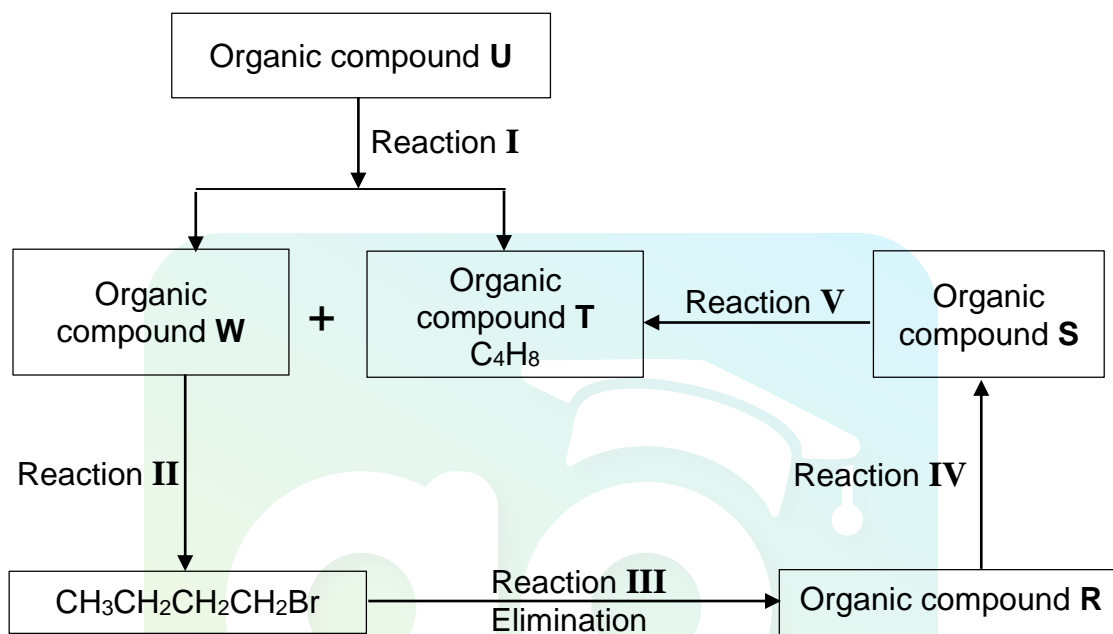 Organic compound U
Reaction I
Organic
compound W
+
Organic
compound T
C₄H₈
Reaction V
Organic
compound S
Reaction II
Reaction IV
CH₃CH₂CH₂CH₂Br
Reaction III
Elimination
Organic compound R